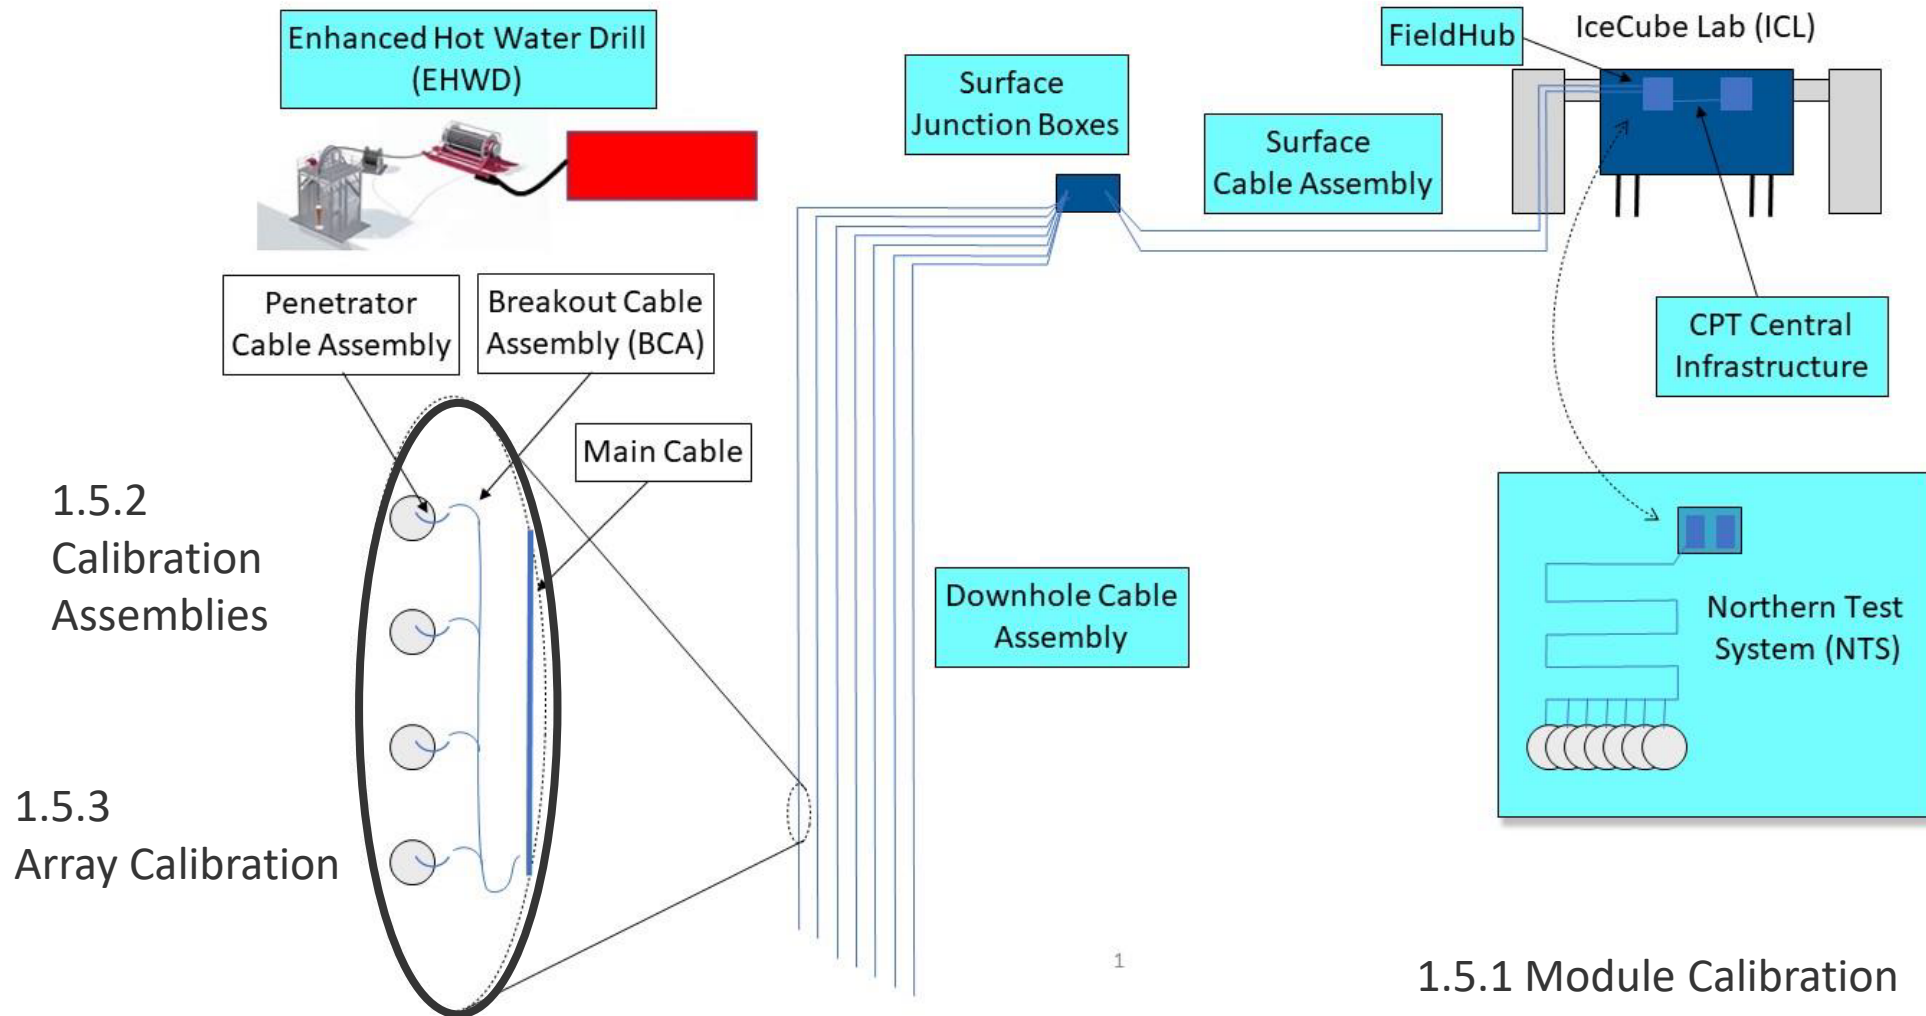 Enhanced Hot Water Drill
(EHWD)
Surface
Junction Boxes
Surface
Cable Assembly
FieldHub
IceCube Lab (ICL)
Penetrator
Cable Assembly
Breakout Cable
Assembly (BCA)
Main Cable
CPT Central
Infrastructure
1.5.2
Calibration
Assemblies
Downhole Cable
Assembly
Northern Test
System (NTS)
1.5.3
Array Calibration
1
1.5.1 Module Calibration